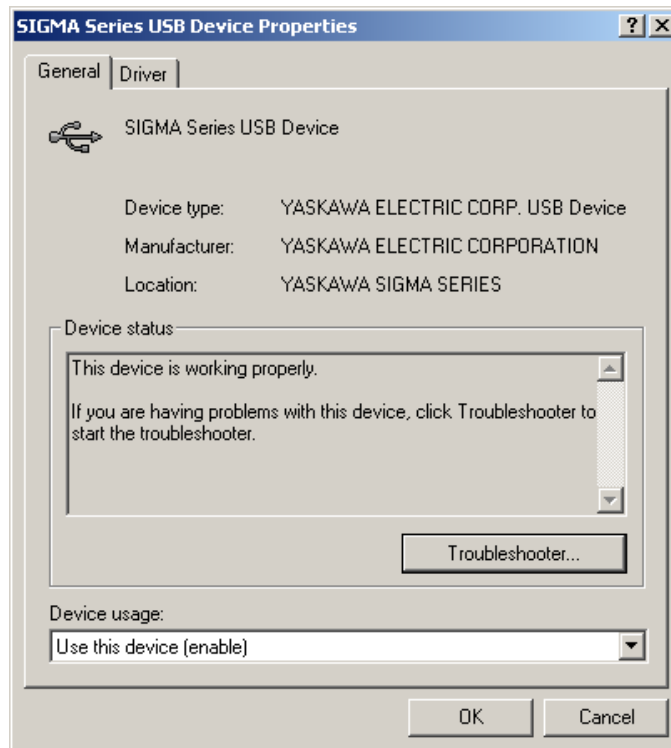 SIGMA Series USB Device Properties
General
Driver
SIGMA Series USB Device
Device type: YASKAWA ELECTRIC CORP. USB Device
Manufacturer: YASKAWA ELECTRIC CORPORATION
Location: YASKAWA SIGMA SERIES
Device status
This device is working properly.
If you are having problems with this device, click Troubleshooter to
start the troubleshooter.
Troubleshooter...
Device usage:
Use this device (enable)
OK
Cancel